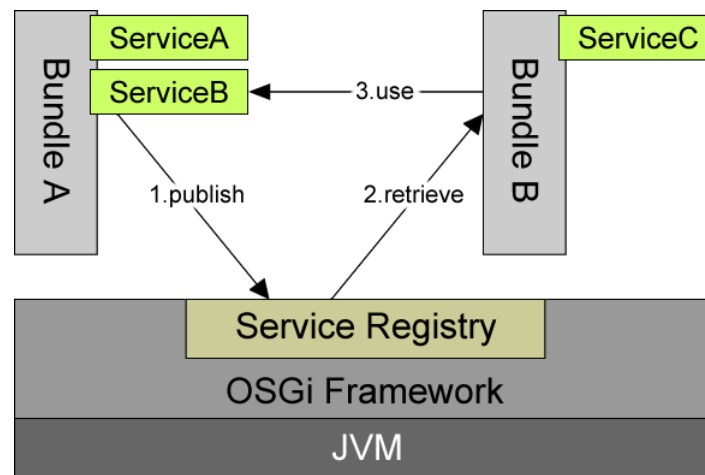 ServiceA
ServiceB
Bundle A
1.publish
3.use
2.retrieve
Bundle B
ServiceC
Service Registry
OSGi Framework
JVM